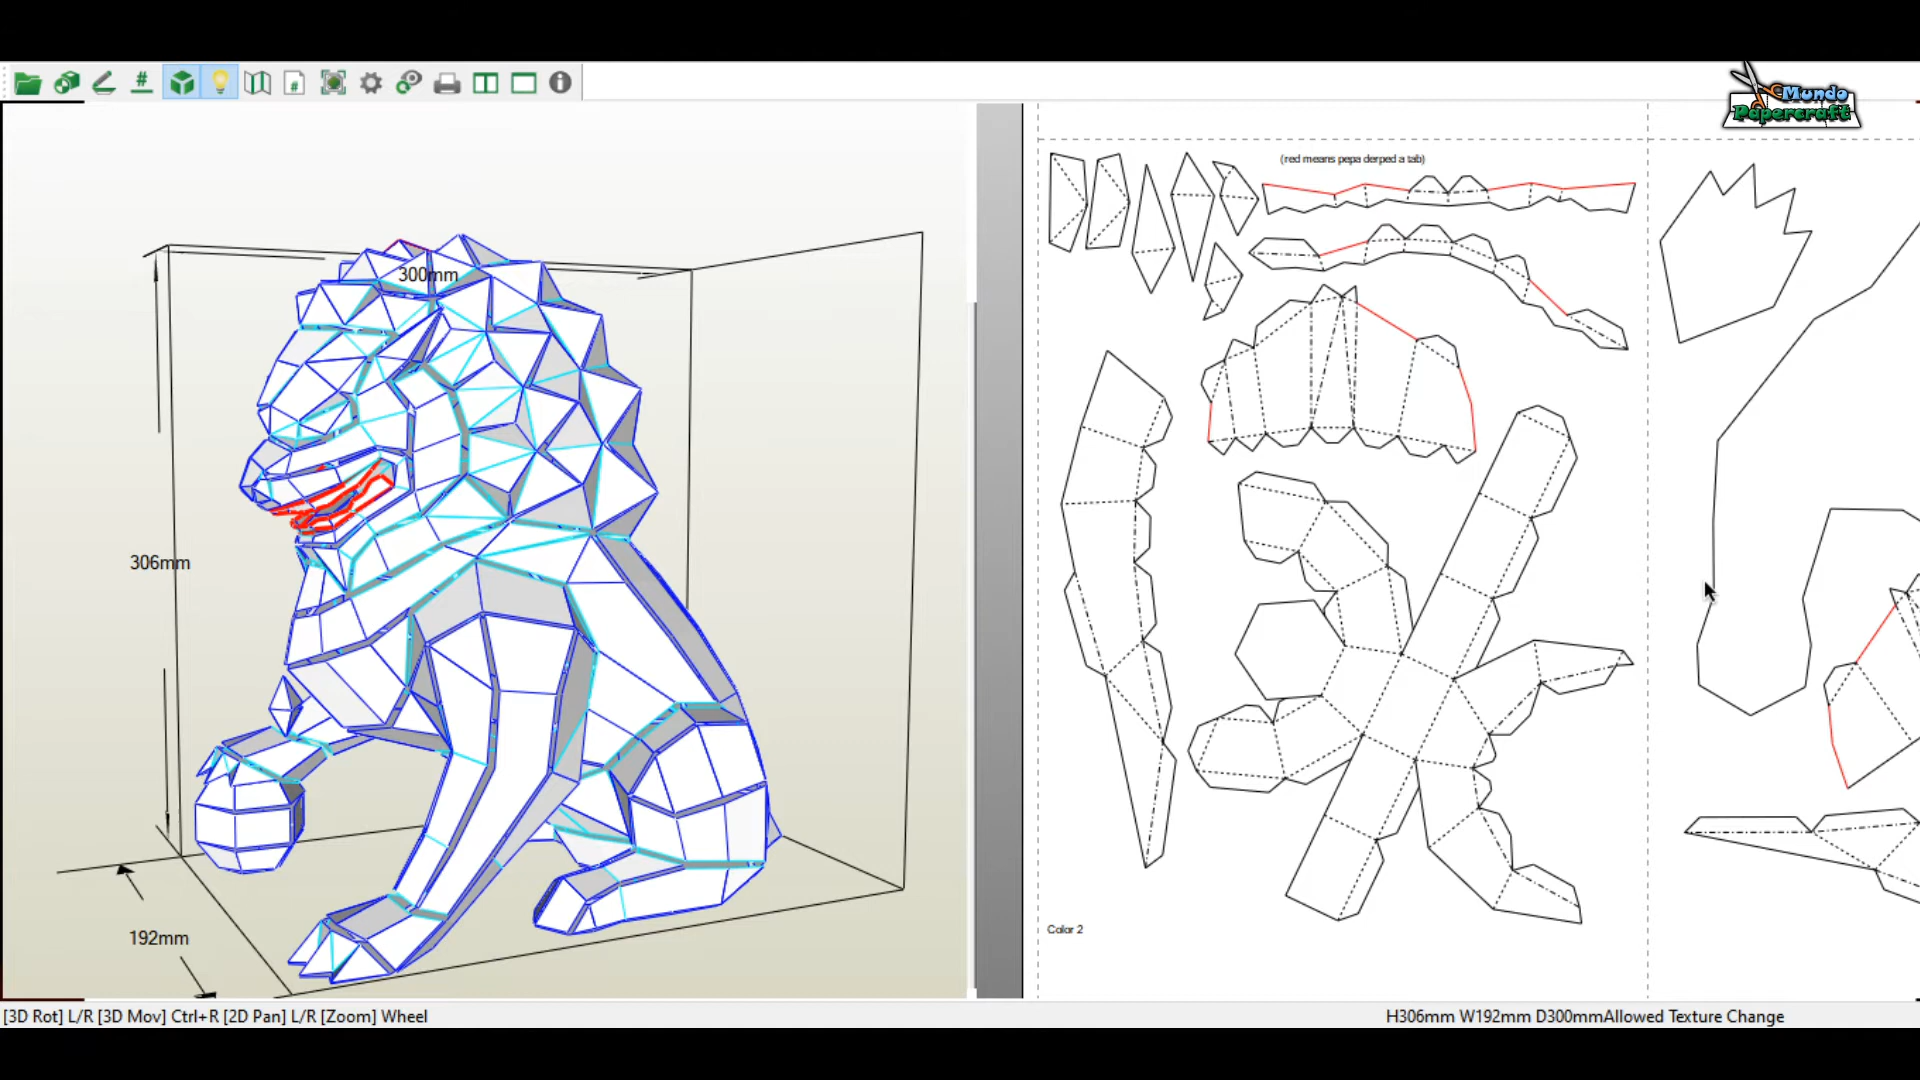 Mundo
Papercraft
(red means pepa derped a tab)
300mm
306mm
192mm
Color 2
[3D Rot] L/R [3D Mov] Ctrl+R [2D Pan] L/R [Zoom] Wheel
H306mm W192mm D300mmAllowed Texture Change